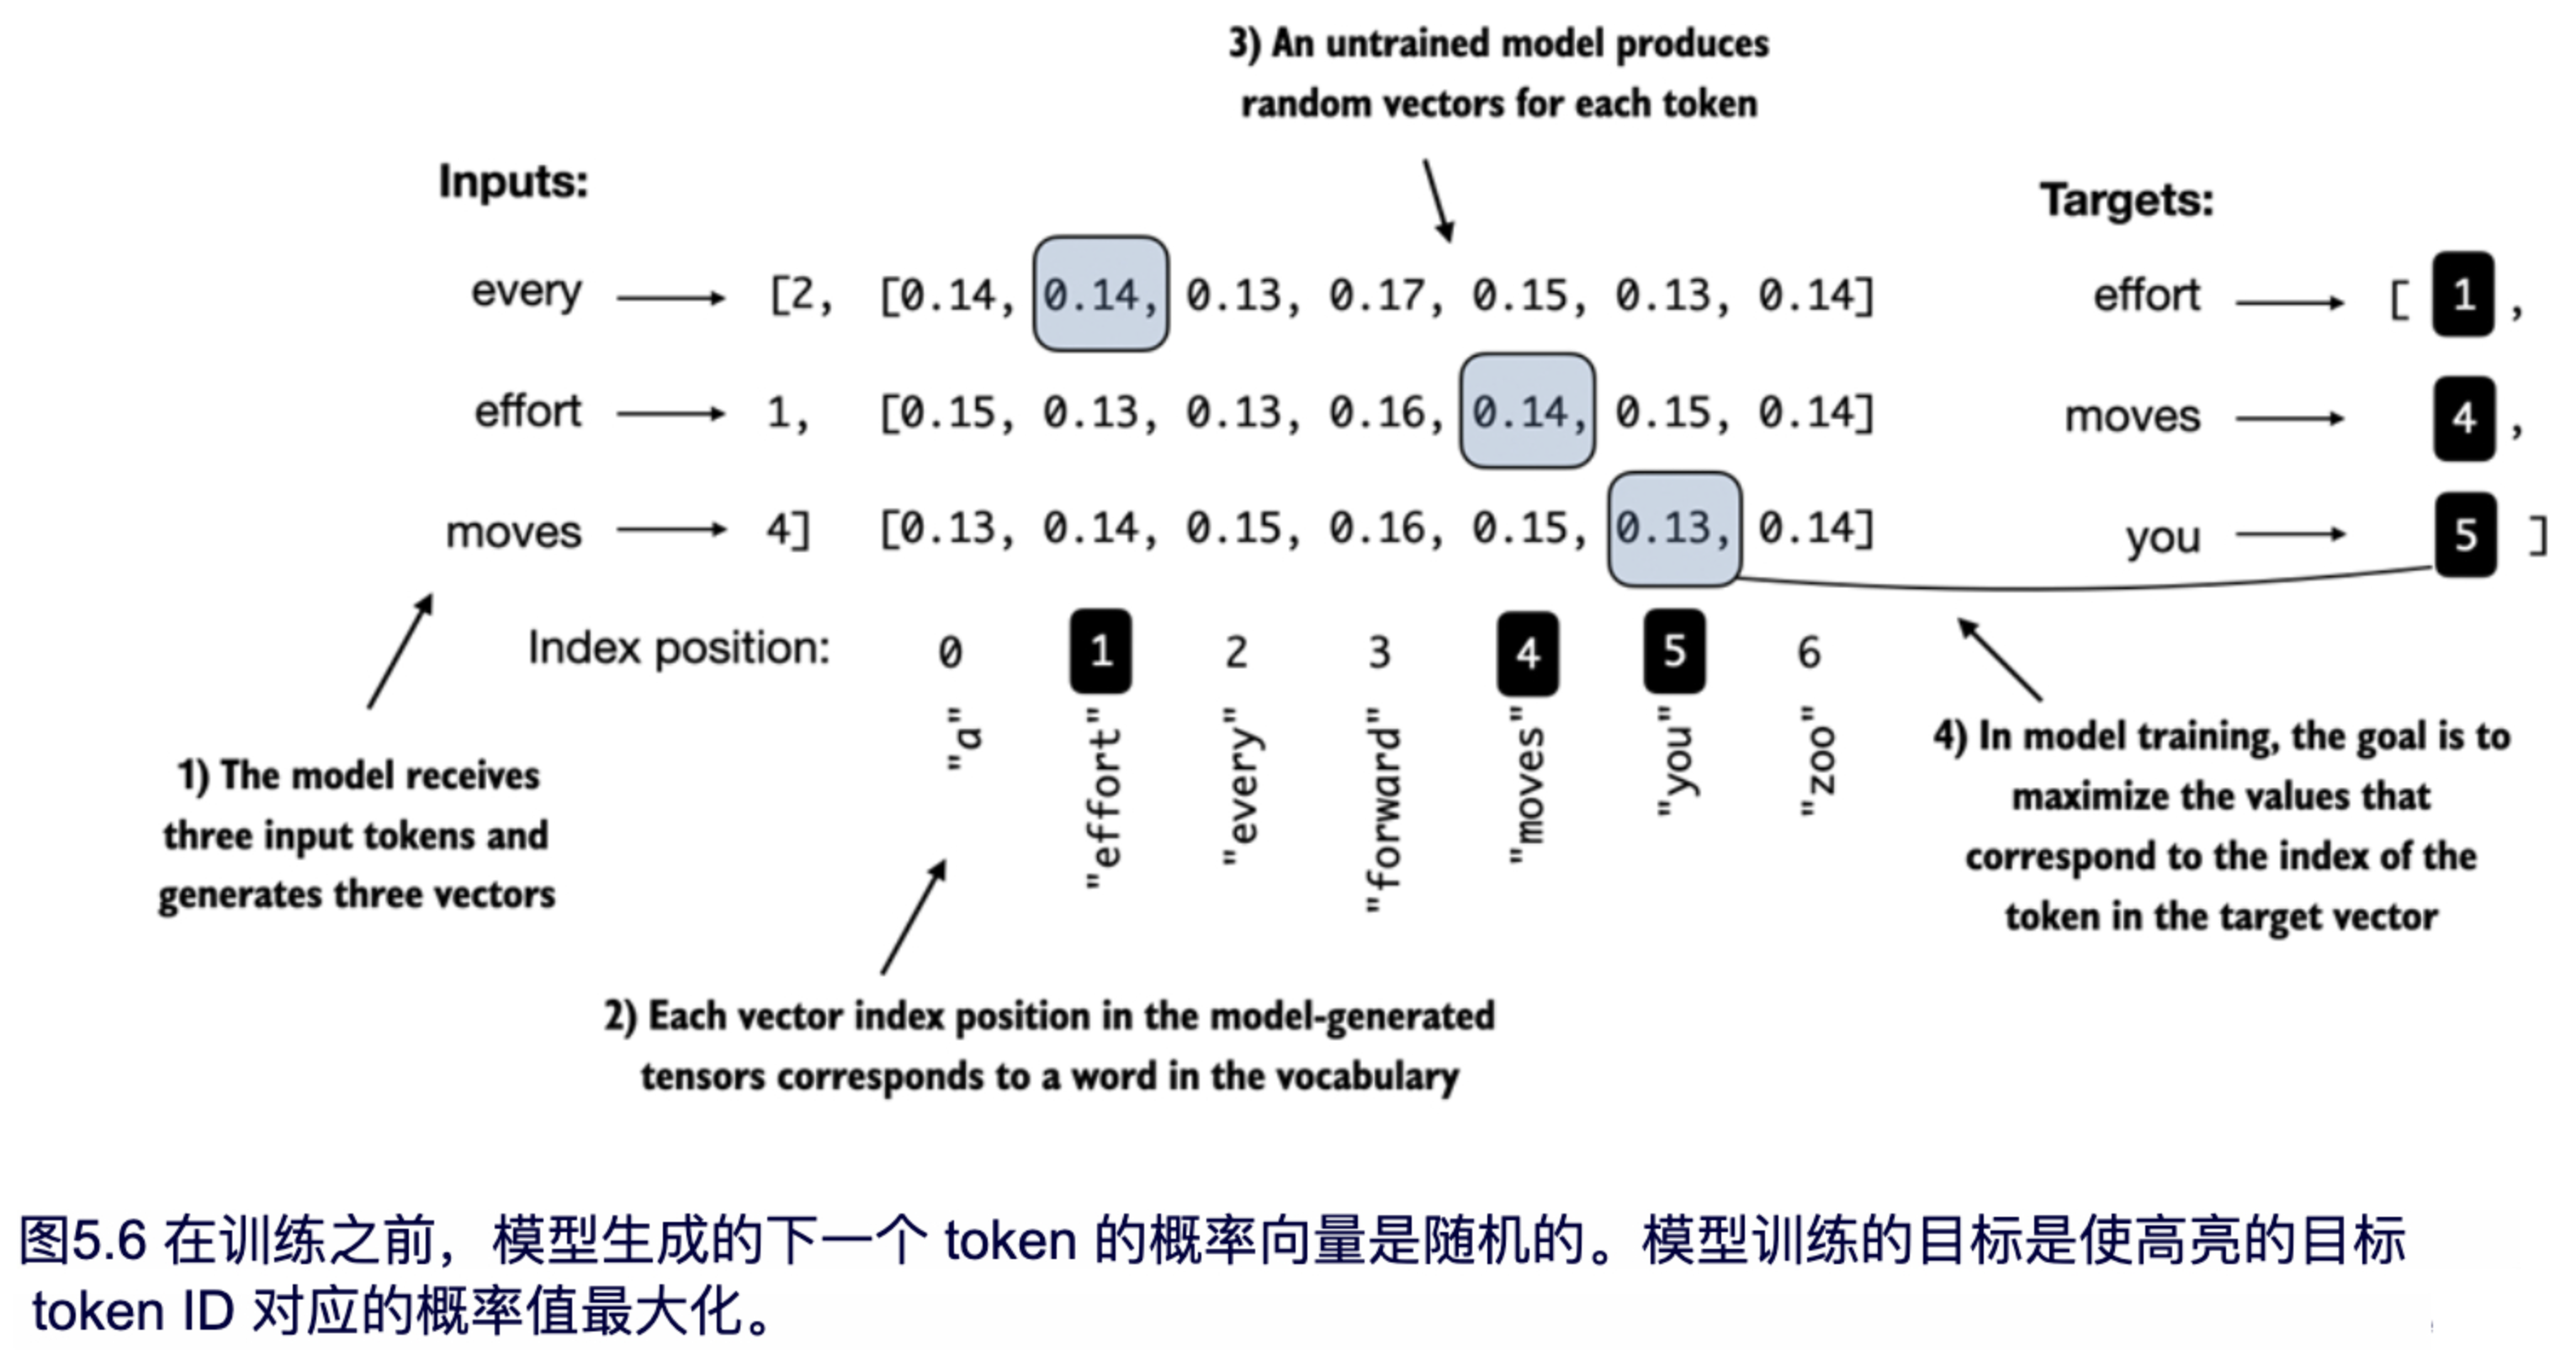 3) An untrained model produces
random vectors for each token
Inputs:
Targets:
every [2, [0.14, 0.14, 0.13, 0.17, 0.15, 0.13, 0.14] effort [ 1 ,
effort 1, [0.15, 0.13, 0.13, 0.16, 0.14, 0.15, 0.14] moves 4 ,
moves 4] [0.13, 0.14, 0.15, 0.16, 0.15, 0.13, 0.14] you 5 ]
Index position: 0 1 2 3 4 5 6
"a" "effort" "every" "forward" "moves" "you" "zoo"
1) The model receives
three input tokens and
generates three vectors
4) In model training, the goal is to
maximize the values that
correspond to the index of the
token in the target vector
2) Each vector index position in the model-generated
tensors corresponds to a word in the vocabulary
图5.6 在训练之前，模型生成的下一个 token 的概率向量是随机的。模型训练的目标是使高亮的目标
token ID 对应的概率值最大化。